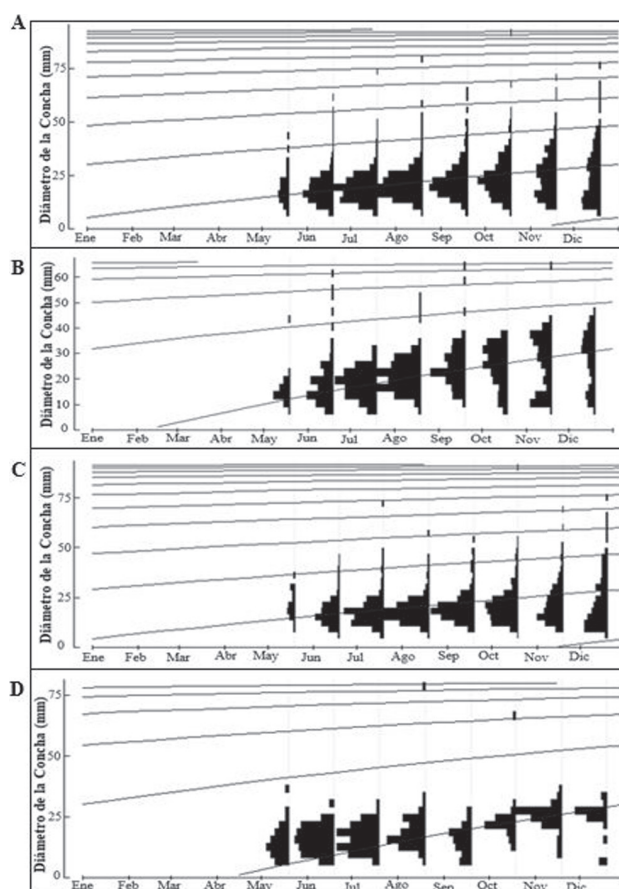 A
Diámetro de la Concha (mm)
75
50
25
0
Ene Feb Mar Abr May Jun Jul Ago Sep Oct Nov Dic
B
Diámetro de la Concha (mm)
60
50
40
30
20
10
0
Ene Feb Mar Abr May Jun Jul Ago Sep Oct Nov Dic
C
Diámetro de la Concha (mm)
75
50
25
0
Ene Feb Mar Abr May Jun Jul Ago Sep Oct Nov Dic
D
Diámetro de la Concha (mm)
75
50
25
0
Ene Feb Mar Abr May Jun Jul Ago Sep Oct Nov Dic